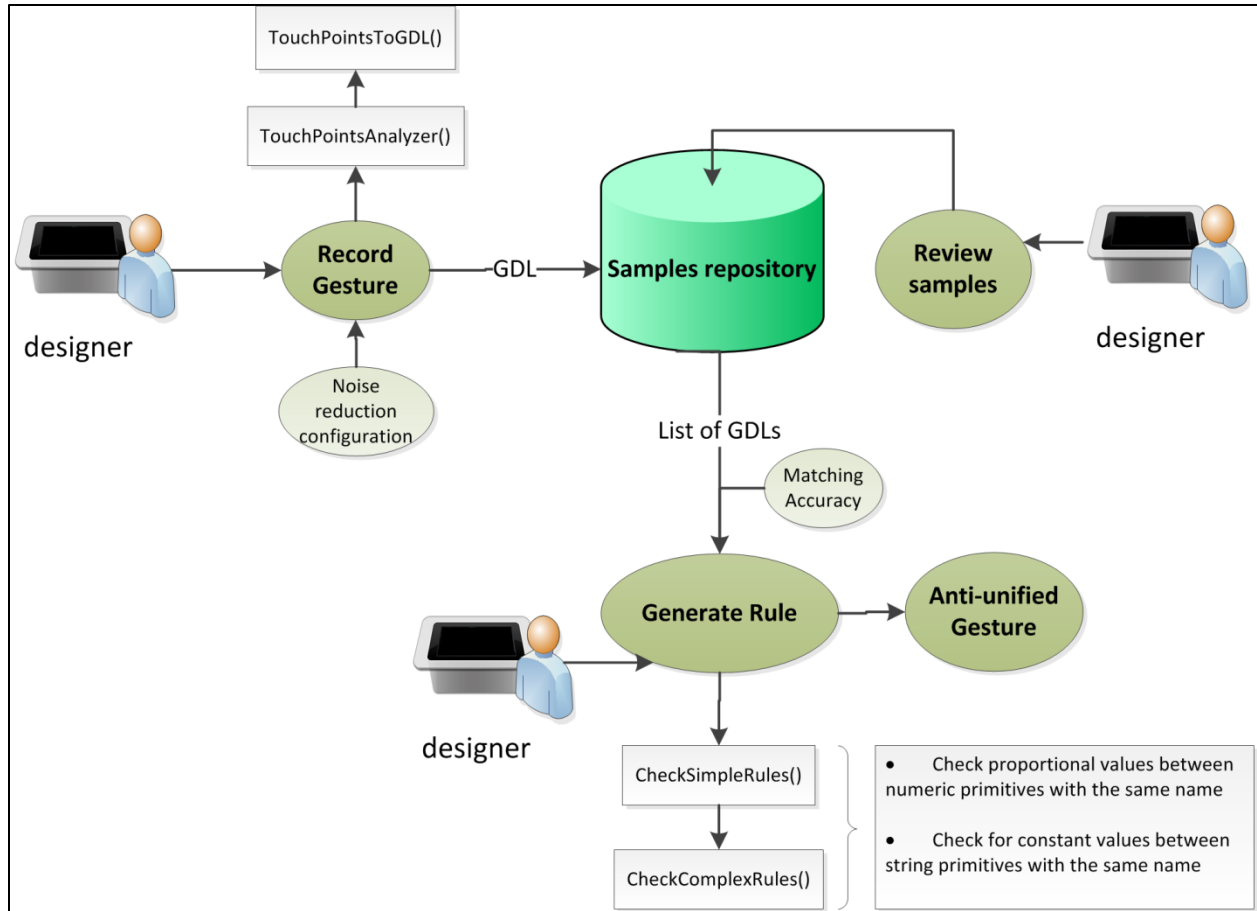 TouchPointsToGDL()
TouchPointsAnalyzer()
designer
Record
Gesture
GDL
Samples repository
Review
samples
designer
Noise
reduction
configuration
List of GDLs
Matching
Accuracy
designer
Generate Rule
Anti-unified
Gesture
CheckSimpleRules()
CheckComplexRules()
• Check proportional values between
numeric primitives with the same name
• Check for constant values between
string primitives with the same name